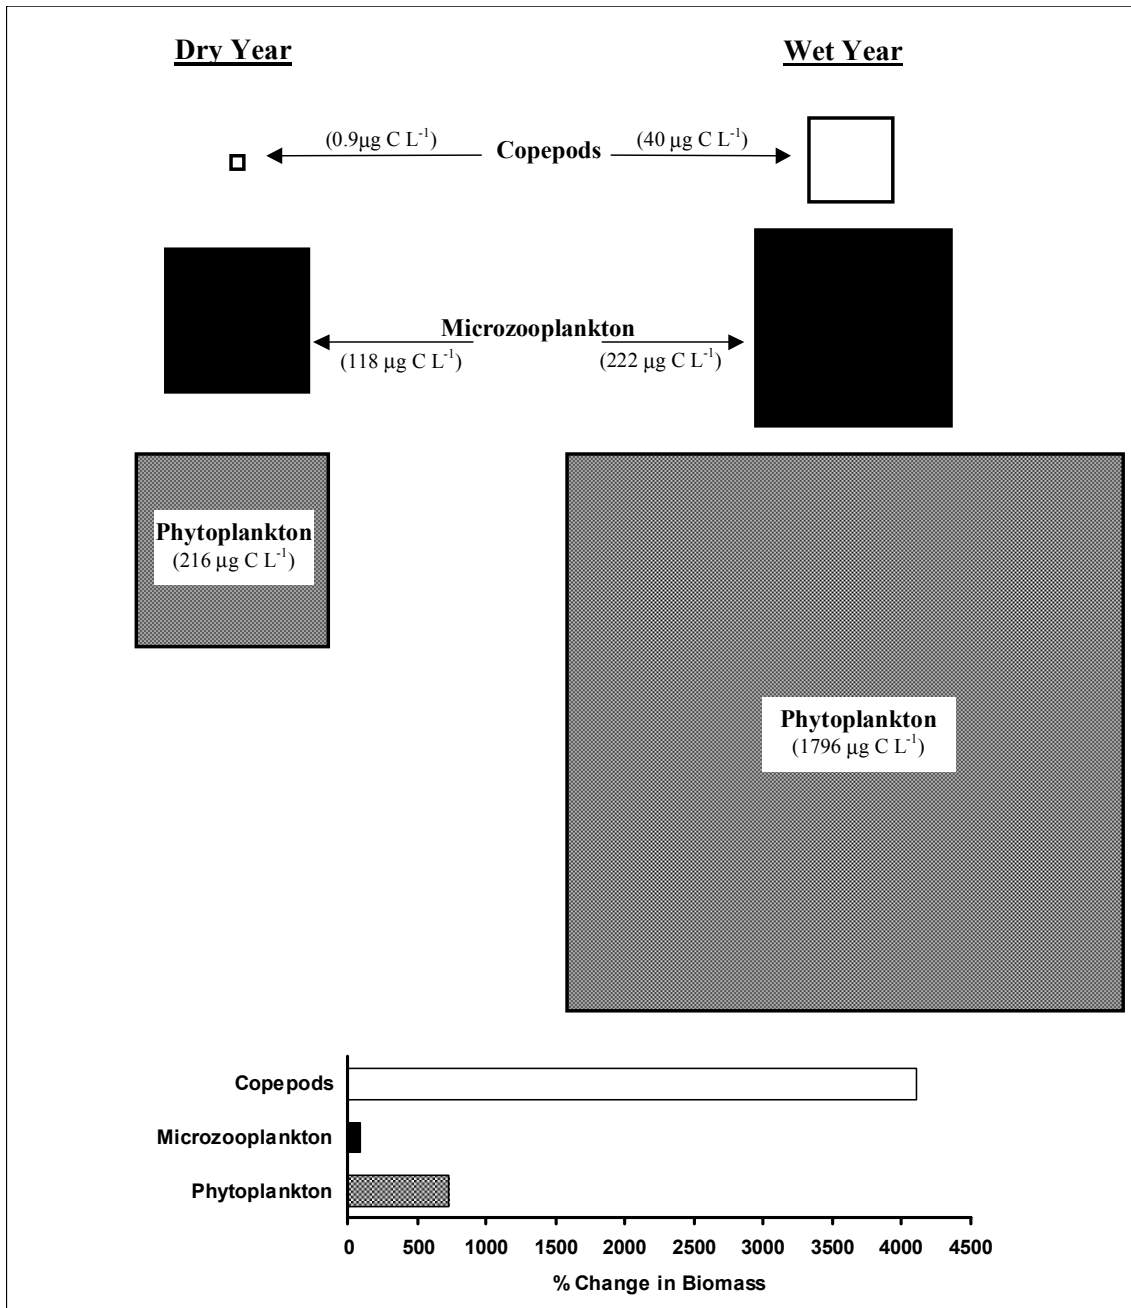 Dry Year
Wet Year
(0.9μg C L⁻¹)
Copepods
(40 μg C L⁻¹)
Microzooplankton
(118 μg C L⁻¹)
(222 μg C L⁻¹)
Phytoplankton
(216 μg C L⁻¹)
Phytoplankton
(1796 μg C L⁻¹)
Copepods
Microzooplankton
Phytoplankton
0 500 1000 1500 2000 2500 3000 3500 4000 4500
% Change in Biomass